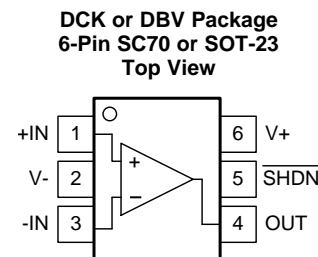 DCK or DBV Package
6-Pin SC70 or SOT-23
Top View
+IN 1 6 V+
V- 2 5 SHDN
-IN 3 4 OUT
+
−